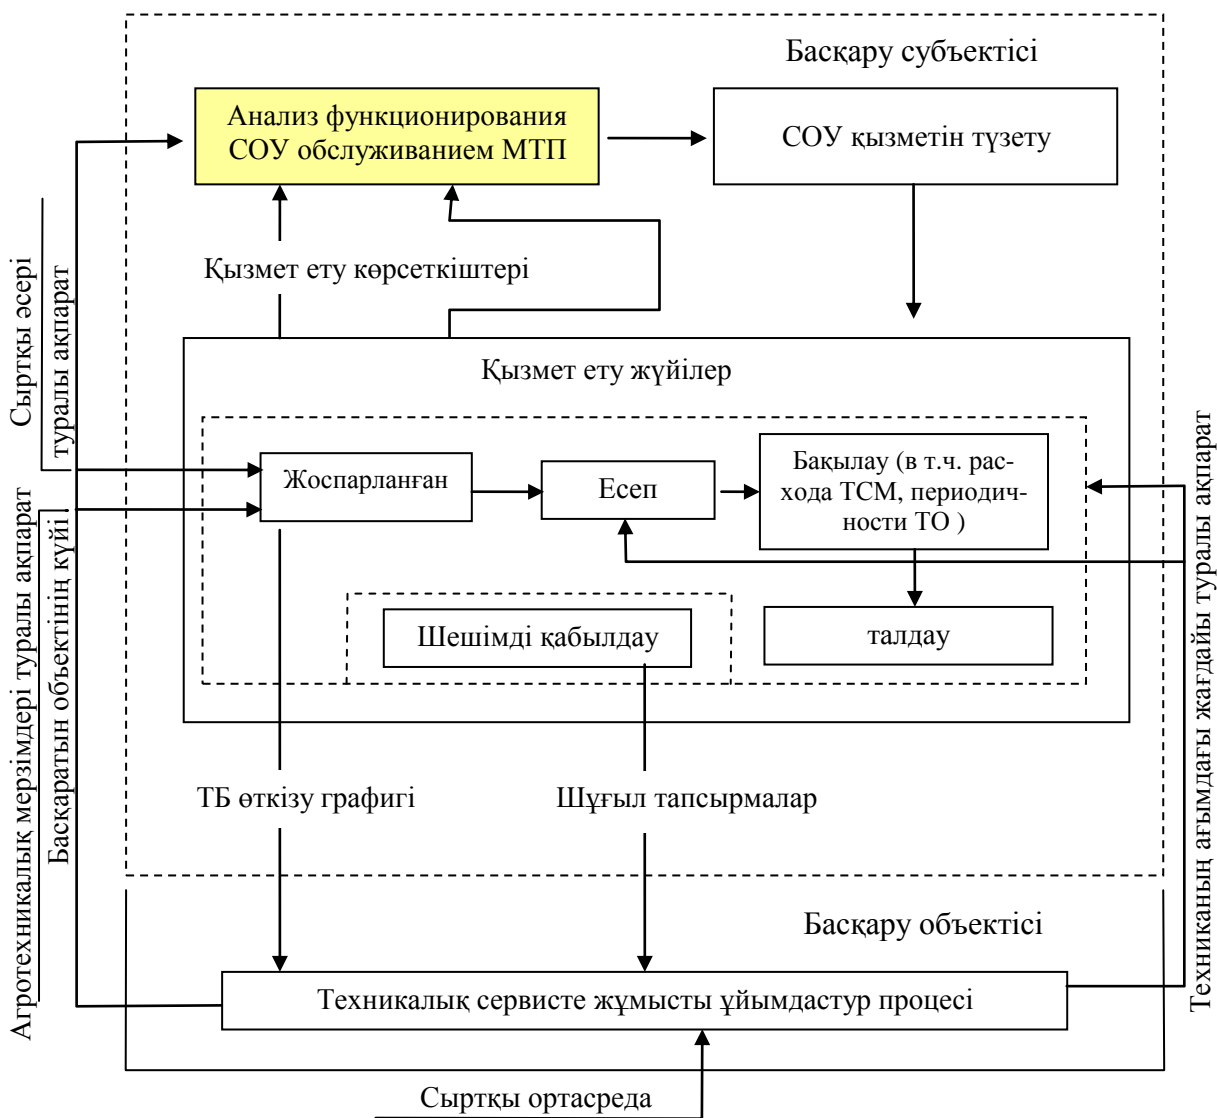 Басқару субъектісі
Анализ функционирования
СОУ обслуживанием МТП
СОУ қызметін түзету
Қызмет ету көрсеткіштері
Сыртқы әсері
туралы ақпарат
Қызмет ету жүйілер
Жоспарланған
Есеп
Бақылау (в т.ч. рас-
хода ТСМ, периодич-
ности ТО )
Шешімді қабылдау
талдау
Агротехникалық мерзімдері туралы ақпарат
Басқаратын объектінің күйі.
Техниканың ағымдағы жағдайы туралы ақпарат
ТБ өткізу графигі
Шұғыл тапсырмалар
Басқару объектісі
Техникалық сервисте жұмысты ұйымдастур процесі
Сыртқы ортасреда